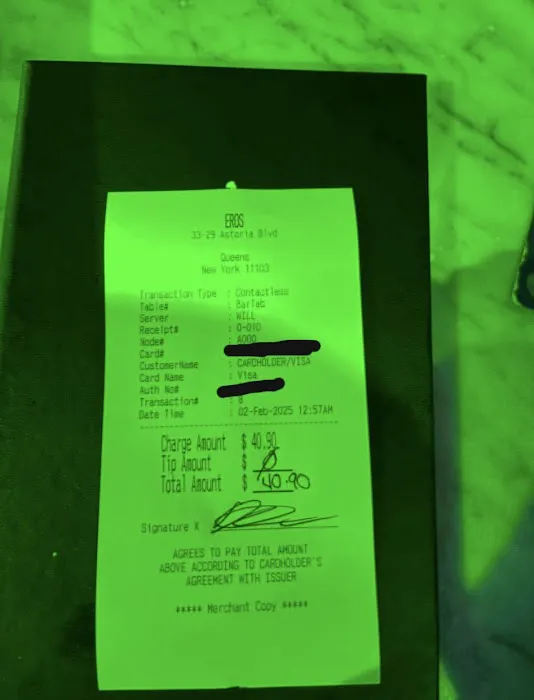 EROS
33-29 Astoria Blvd
Queens
New York 11103
Transaction Type : Contactless
Table# : BarTab
Server : WILL
Receipt# : O-010
Node# : A000
Card# :
CustomerName : CARDHOLDER/VISA
Card Name : Visa
Auth No# :
Transaction# : 8
Date Time : 02-Feb-2025 12:57AM
Charge Amount $ 40.90
Tip Amount $ 0
Total Amount $ 40.90
Signature X
AGREES TO PAY TOTAL AMOUNT
ABOVE ACCORDING TO CARDHOLDER'S
AGREEMENT WITH ISSUER
***** Merchant Copy *****